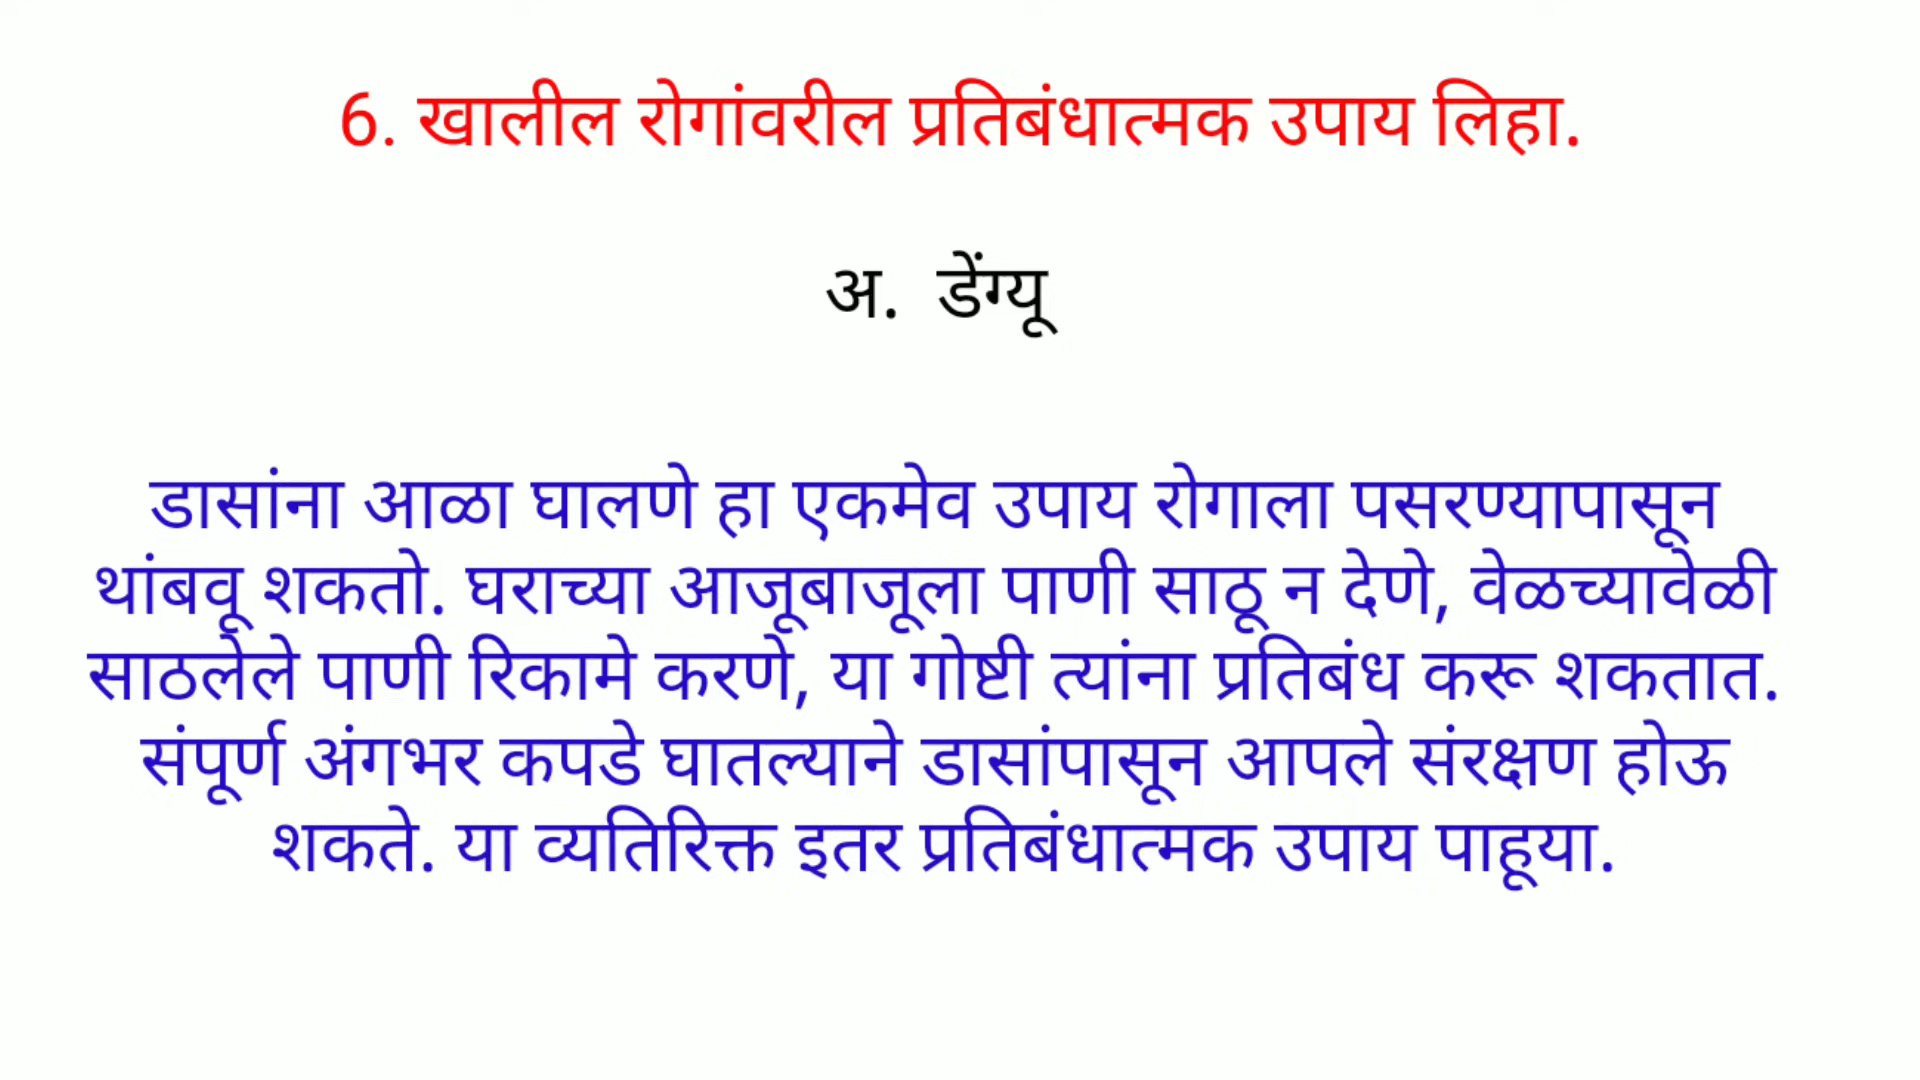 6. खालील रोगांवरील प्रतिबंधात्मक उपाय लिहा.
अ. डेंग्यू
डासांना आळा घालणे हा एकमेव उपाय रोगाला पसरण्यापासून
थांबवू शकतो. घराच्या आजूबाजूला पाणी साठू न देणे, वेळच्यावेळी
साठलेले पाणी रिकामे करणे, या गोष्टी त्यांना प्रतिबंध करू शकतात.
संपूर्ण अंगभर कपडे घातल्याने डासांपासून आपले संरक्षण होऊ
शकते. या व्यतिरिक्त इतर प्रतिबंधात्मक उपाय पाहूया.